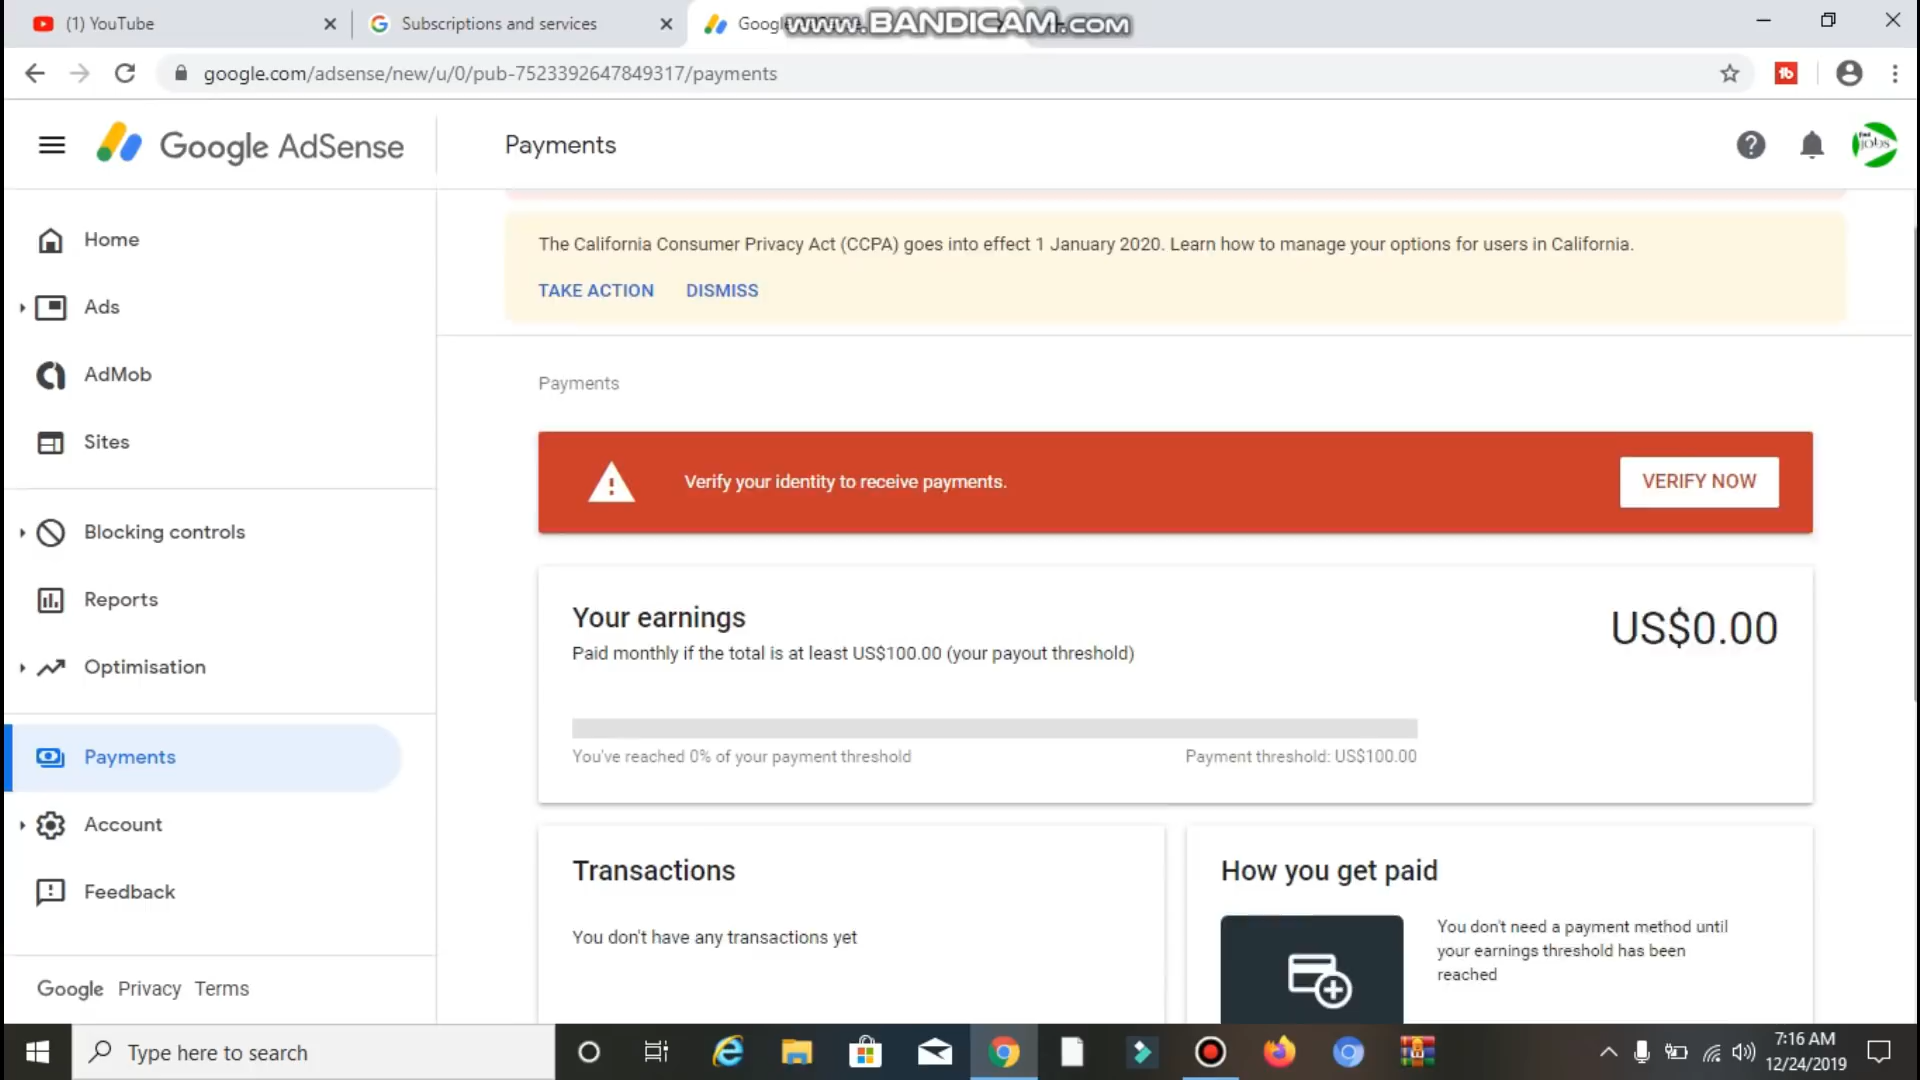 (1) YouTube
Subscriptions and services
www.BANDICAM.com
google.com/adsense/new/u/0/pub-7523392647849317/payments
Google AdSense
Payments
jobs
Home
Ads
AdMob
Sites
Blocking controls
Reports
Optimisation
Payments
Account
Feedback
Google Privacy Terms
The California Consumer Privacy Act (CCPA) goes into effect 1 January 2020. Learn how to manage your options for users in California.
TAKE ACTION DISMISS
Payments
Verify your identity to receive payments.
VERIFY NOW
Your earnings
US$0.00
Paid monthly if the total is at least US$100.00 (your payout threshold)
You've reached 0% of your payment threshold
Payment threshold: US$100.00
Transactions
You don't have any transactions yet
How you get paid
You don't need a payment method until
your earnings threshold has been
reached
Type here to search
7:16 AM
12/24/2019